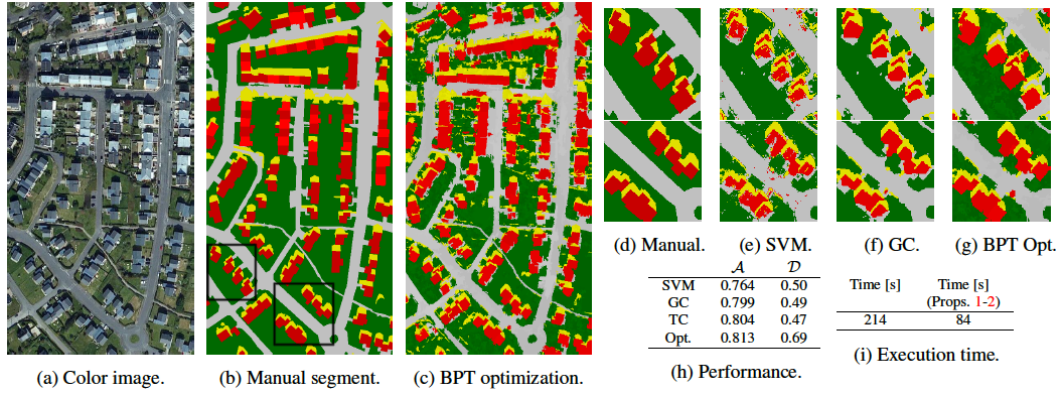 (a) Color image.
(b) Manual segment.
(c) BPT optimization.
(d) Manual.
(e) SVM.
(f) GC.
(g) BPT Opt.
𝒜 𝒟
SVM 0.764 0.50
GC 0.799 0.49
TC 0.804 0.47
Opt. 0.813 0.69
(h) Performance.
Time [s] Time [s]
(Props. 1-2)
214 84
(i) Execution time.